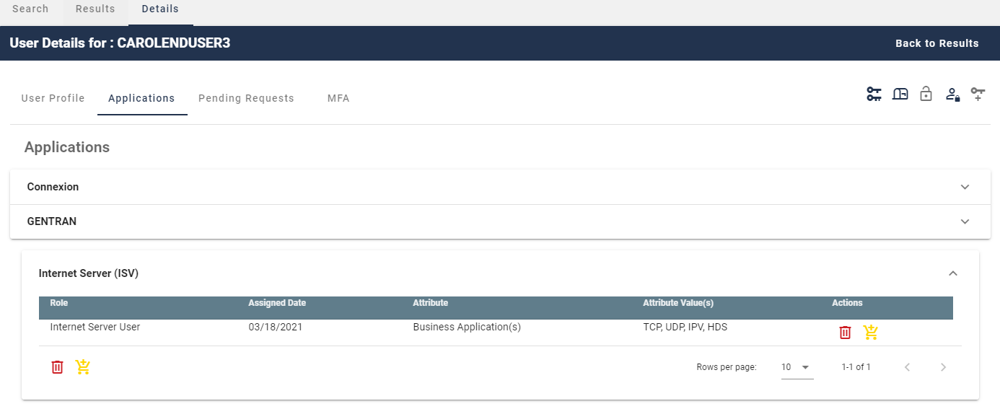 Search Results Details
User Details for : CAROLENDUSER3 Back to Results
User Profile Applications Pending Requests MFA
Applications
Connexion
GENTRAN
Internet Server (ISV)
Role Assigned Date Attribute Attribute Value(s) Actions
Internet Server User 03/18/2021 Business Application(s) TCP, UDP, IPV, HDS
Rows per page: 10 1-1 of 1